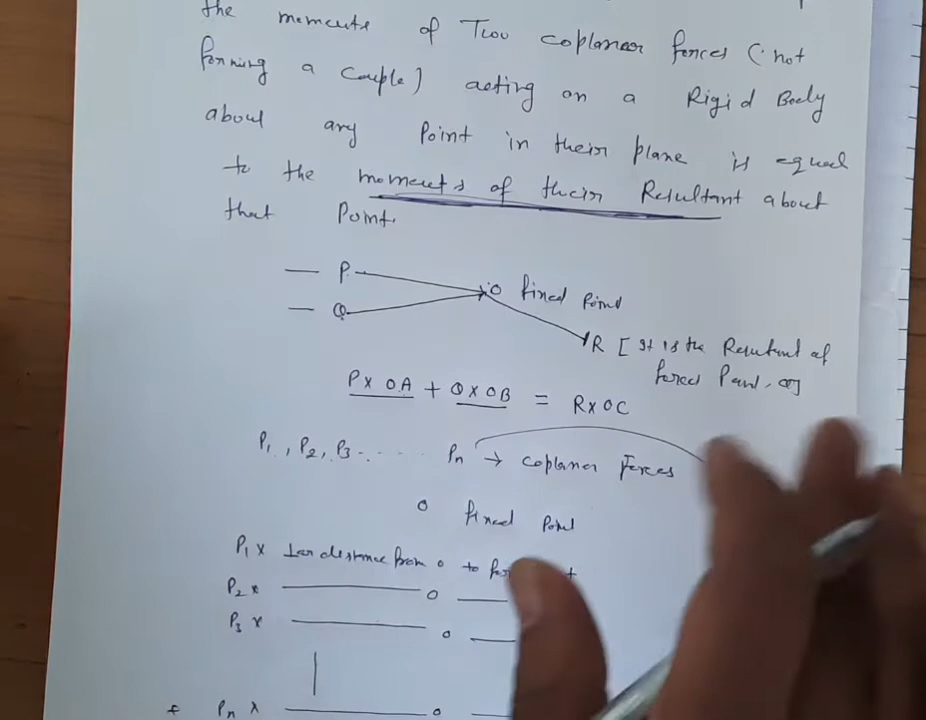 the moments of Two coplanar forces (not
forming a couple) acting on a Rigid Body
about any Point in their plane is equal
to the moments of their Resultant about
that Point.
— P
O fixed Point
— Q
R [It is the Resultant of
forces P and Q]
P x OA + Q x OB = R x OC
P1, P2, P3 ..... Pn → coplaner Forces
O fixed Point
P1 x Lar distance from O to
P2 x ——— O ——
P3 x ——— O ——
+ Pn x ——— O ——